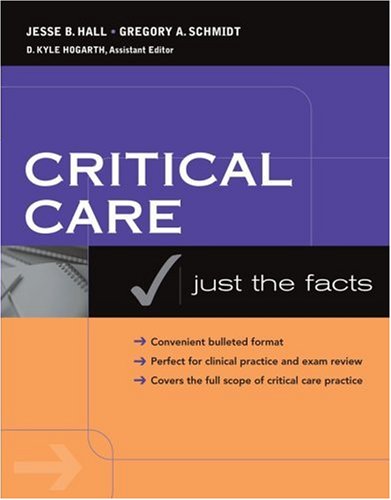 JESSE B. HALL • GREGORY A. SCHMIDT
D. KYLE HOGARTH, Assistant Editor
CRITICAL
CARE
just the facts
Convenient bulleted format
Perfect for clinical practice and exam review
Covers the full scope of critical care practice